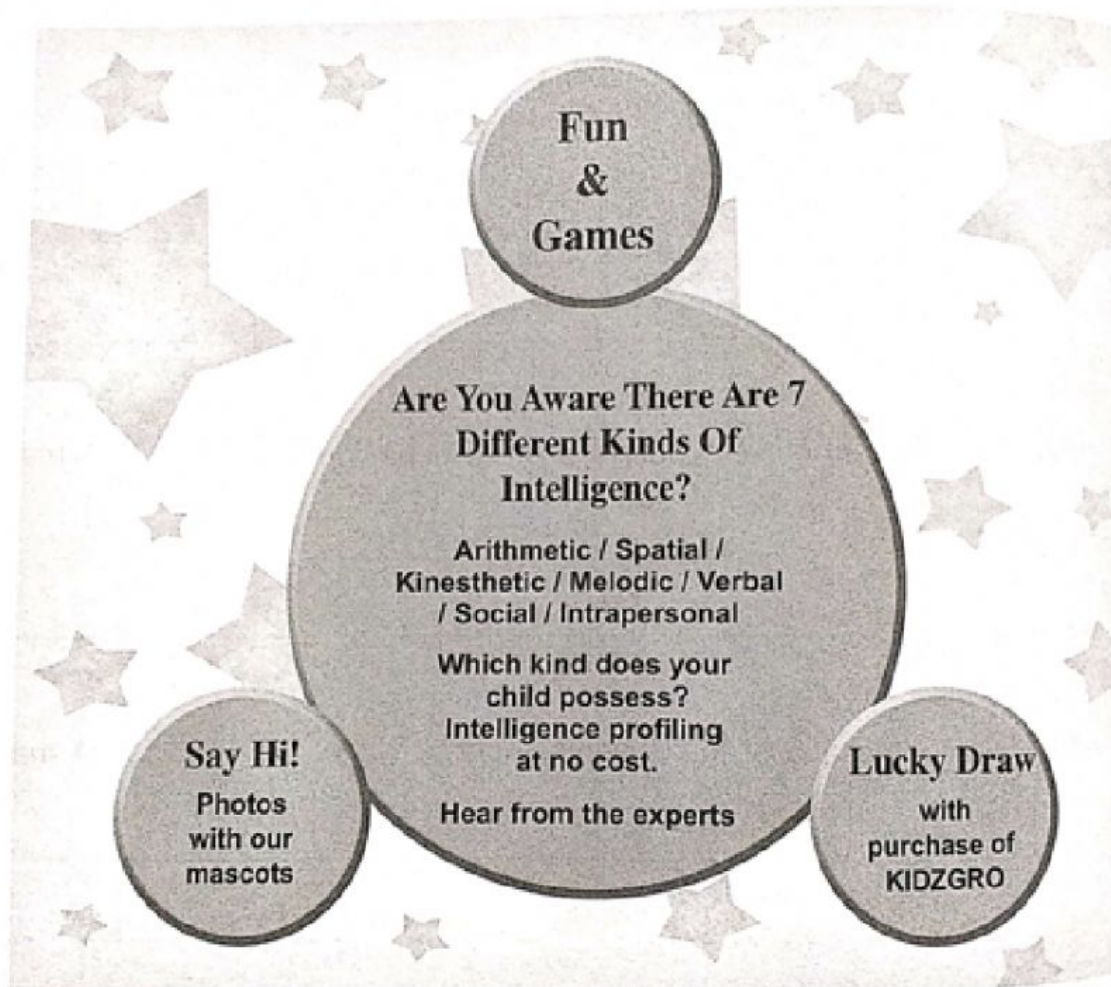 Fun
&
Games
Are You Aware There Are 7
Different Kinds Of
Intelligence?
Arithmetic / Spatial /
Kinesthetic / Melodic / Verbal
/ Social / Intrapersonal
Which kind does your
child possess?
Intelligence profiling
at no cost.
Hear from the experts
Say Hi!
Photos
with our
mascots
Lucky Draw
with
purchase of
KIDZGRO